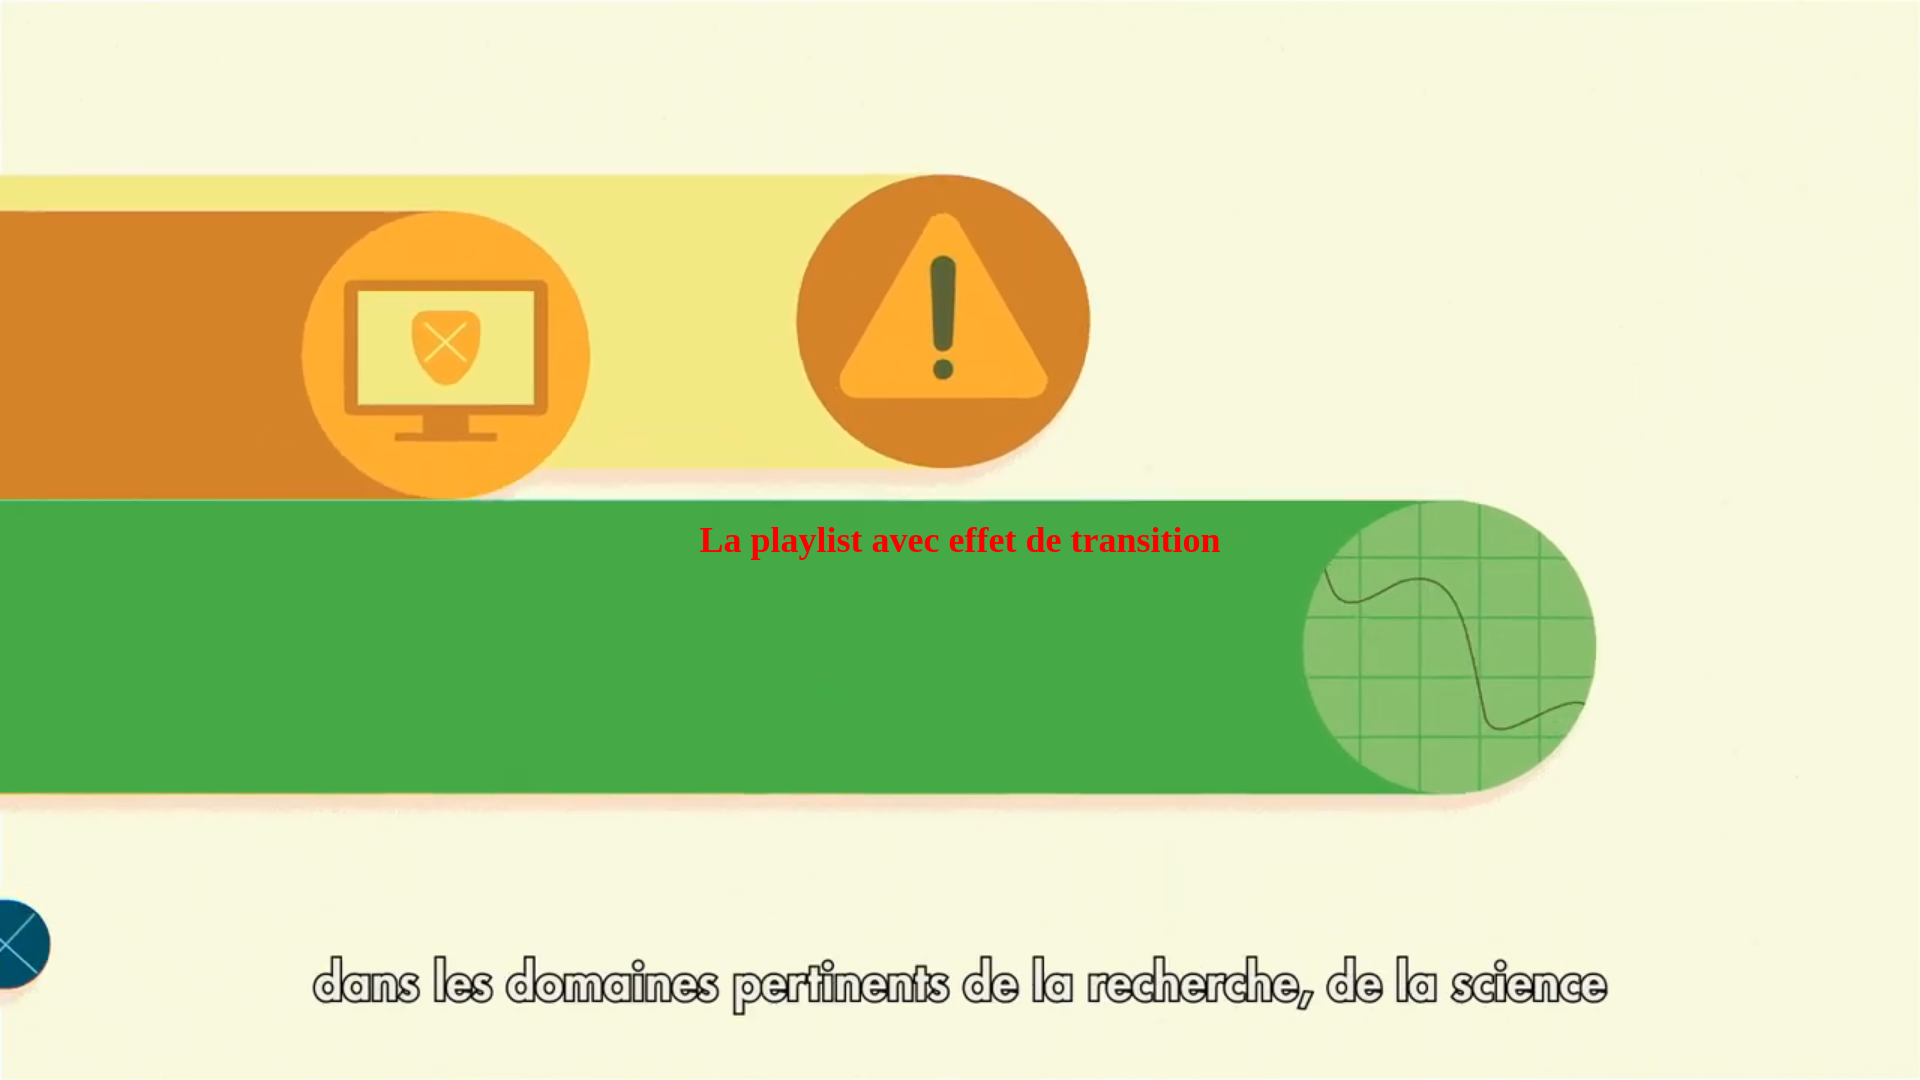 La playlist avec effet de transition
dans les domaines pertinents de la recherche, de la science